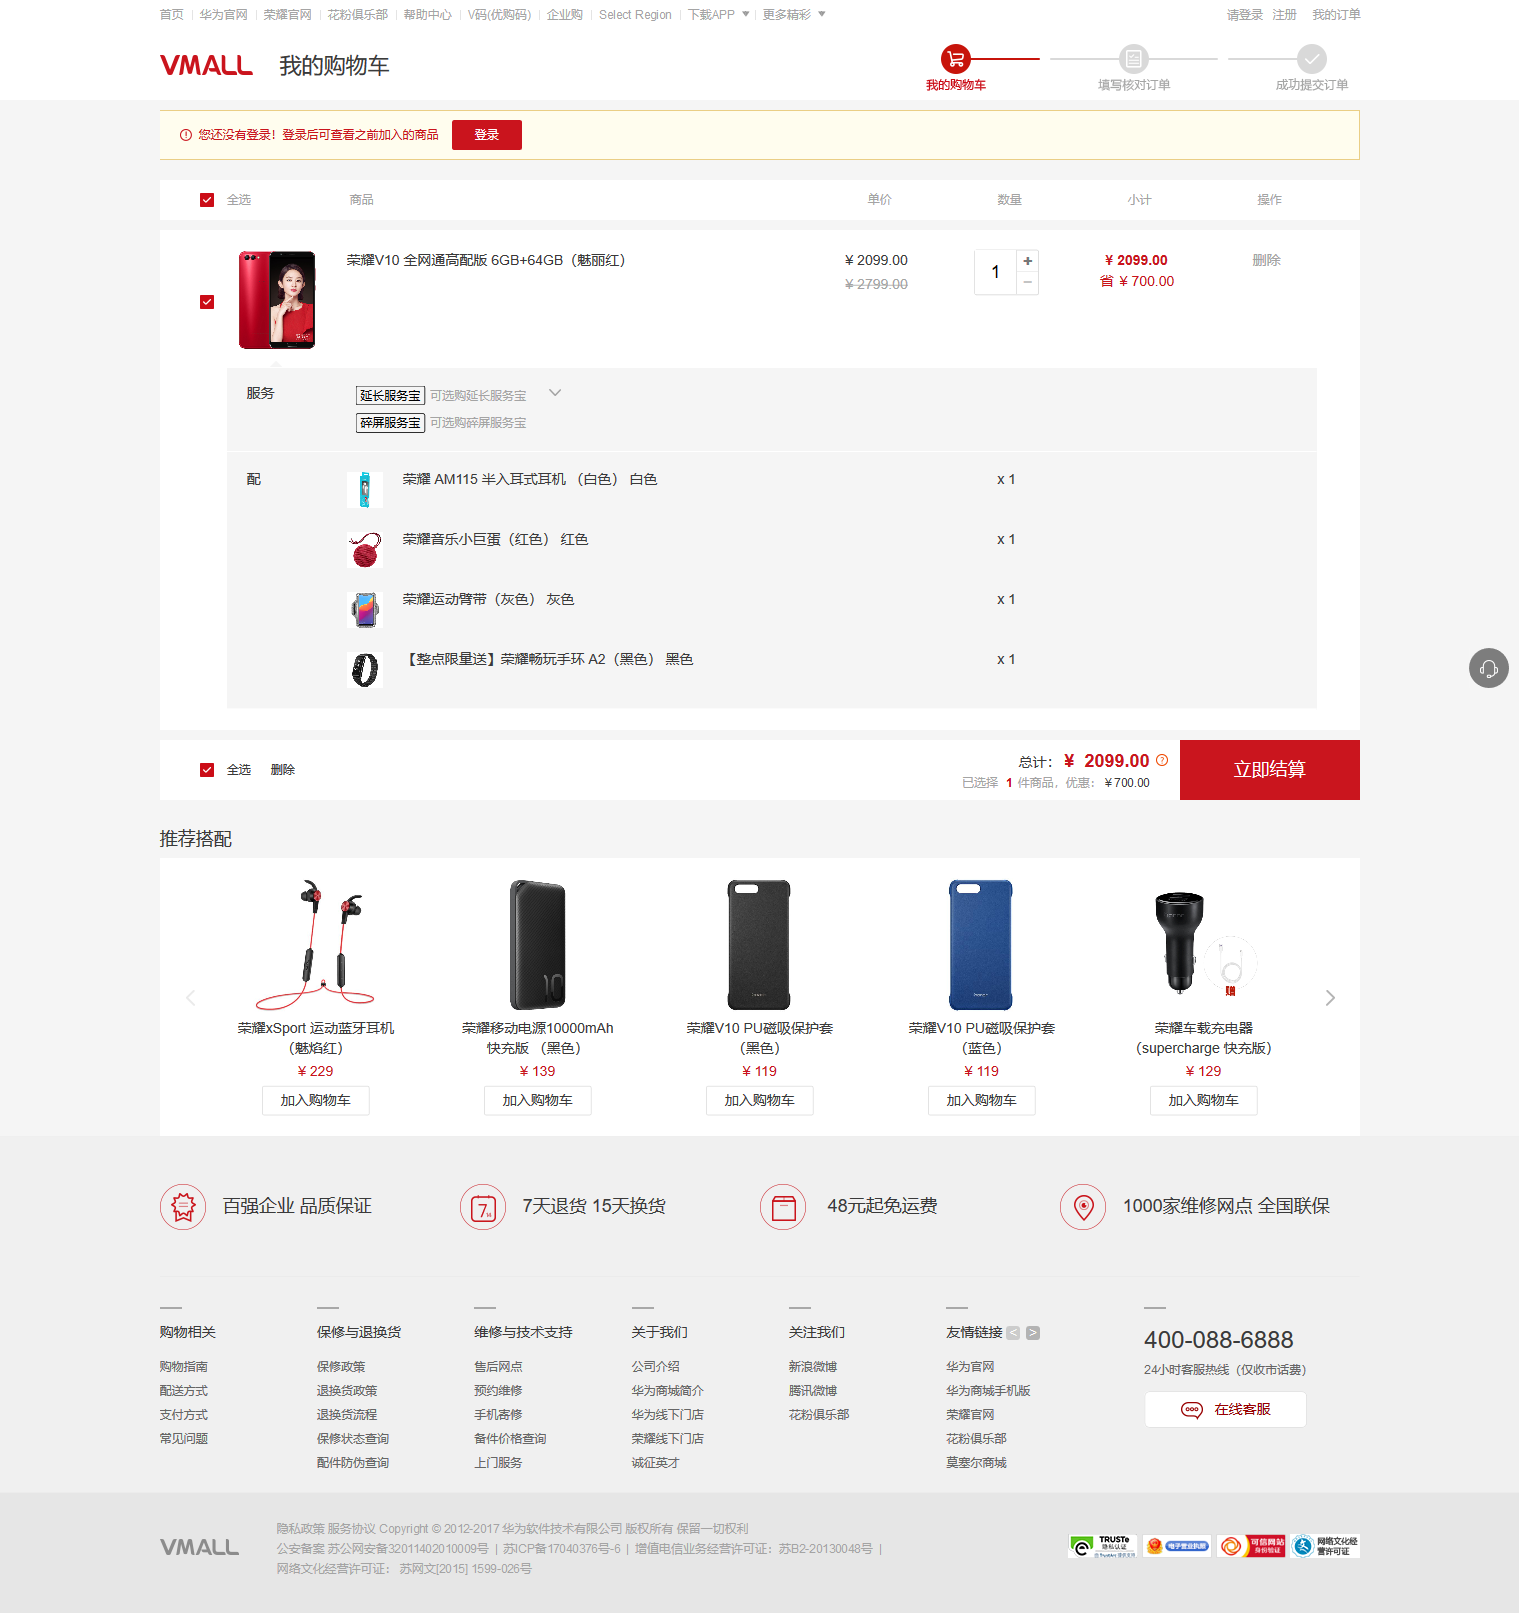 首页 华为官网 荣耀官网 花粉俱乐部 帮助中心 V码(优购码) 企业购 Select Region 下载APP 更多精彩 请登录 注册 我的订单
VMALL 我的购物车
我的购物车 填写核对订单 成功提交订单
您还没有登录！登录后可查看之前加入的商品 登录
全选 商品 单价 数量 小计 操作
荣耀V10 全网通高配版 6GB+64GB（魅丽红） ¥ 2099.00 1 + ¥ 2099.00 删除
¥ 2799.00 − 省 ¥ 700.00
服务 延长服务宝 可选购延长服务宝
碎屏服务宝 可选购碎屏服务宝
配 荣耀 AM115 半入耳式耳机 （白色） 白色 x 1
荣耀音乐小巨蛋（红色） 红色 x 1
荣耀运动臂带（灰色） 灰色 x 1
【整点限量送】荣耀畅玩手环 A2（黑色） 黑色 x 1
全选 删除 总计： ¥ 2099.00 ? 立即结算
已选择 1 件商品，优惠： ¥ 700.00
推荐搭配
10
honor
honor
赠
荣耀xSport 运动蓝牙耳机 荣耀移动电源10000mAh 荣耀V10 PU磁吸保护套 荣耀V10 PU磁吸保护套 荣耀车载充电器
（魅焰红） 快充版 （黑色） （黑色） （蓝色） （supercharge 快充版）
¥ 229 ¥ 139 ¥ 119 ¥ 119 ¥ 129
加入购物车 加入购物车 加入购物车 加入购物车 加入购物车
百强企业 品质保证 7天退货 15天换货 48元起免运费 1000家维修网点 全国联保
购物相关 保修与退换货 维修与技术支持 关于我们 关注我们 友情链接 < > 400-088-6888
购物指南 保修政策 售后网点 公司介绍 新浪微博 华为官网 24小时客服热线（仅收市话费）
配送方式 退换货政策 预约维修 华为商城简介 腾讯微博 华为商城手机版
支付方式 退换货流程 手机寄修 华为线下门店 花粉俱乐部 荣耀官网 在线客服
常见问题 保修状态查询 备件价格查询 荣耀线下门店 花粉俱乐部
配件防伪查询 上门服务 诚征英才 莫塞尔商城
隐私政策 服务协议 Copyright © 2012-2017 华为软件技术有限公司 版权所有 保留一切权利
VMALL 公安备案 苏公网安备32011402010009号 | 苏ICP备17040376号-6 | 增值电信业务经营许可证：苏B2-20130048号 |
网络文化经营许可证： 苏网文[2015] 1599-026号
TRUSTe 隐私认证 电子营业执照 可信网站 身份验证 网络文化经营许可证